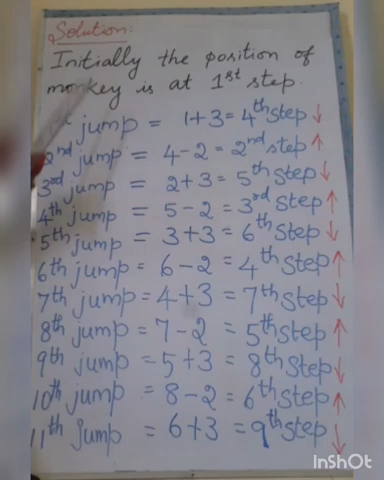 Solution:
Initially the position of
monkey is at 1st step.
jump = 1+3 = 4th step ↓
2nd jump = 4-2 = 2nd step ↑
3rd jump = 2+3 = 5th step ↓
4th jump = 5-2 = 3rd step ↑
5th jump = 3+3 = 6th step ↓
6th jump = 6-2 = 4th step ↑
7th jump = 4+3 = 7th step ↓
8th jump = 7-2 = 5th step ↑
9th jump = 5+3 = 8th step ↓
10th jump = 8-2 = 6th step ↑
11th jump = 6+3 = 9th step ↓
InShOt